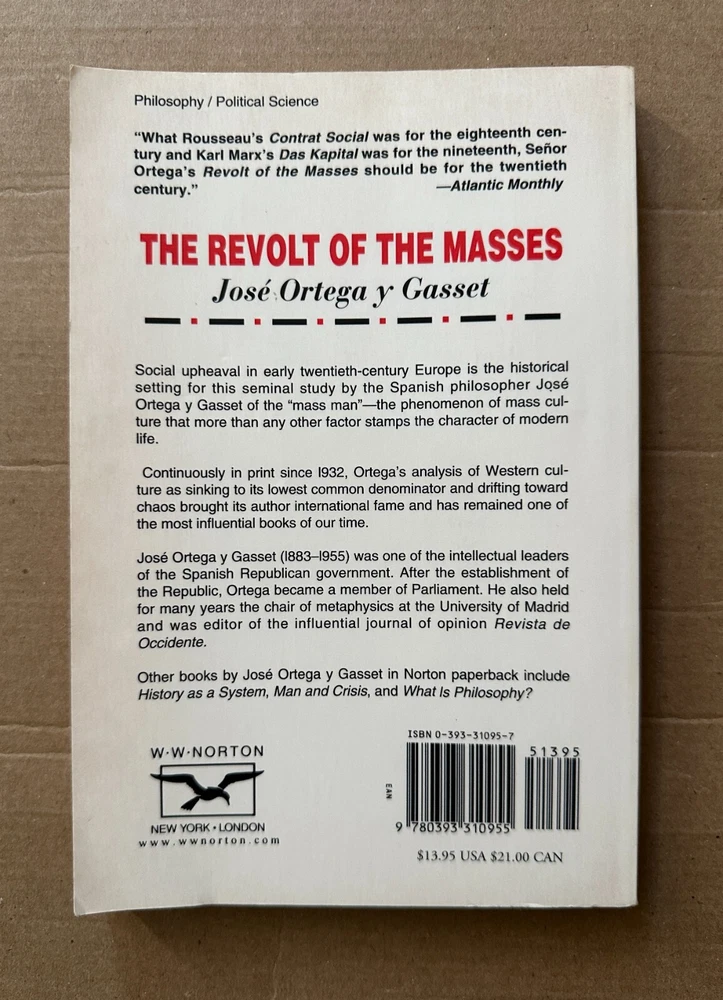 Philosophy / Political Science
“What Rousseau’s Contrat Social was for the eighteenth cen-
tury and Karl Marx’s Das Kapital was for the nineteenth, Señor
Ortega’s Revolt of the Masses should be for the twentieth
century.” —Atlantic Monthly
THE REVOLT OF THE MASSES
José Ortega y Gasset
Social upheaval in early twentieth-century Europe is the historical
setting for this seminal study by the Spanish philosopher José
Ortega y Gasset of the “mass man”—the phenomenon of mass cul-
ture that more than any other factor stamps the character of modern
life.
Continuously in print since l932, Ortega’s analysis of Western cul-
ture as sinking to its lowest common denominator and drifting toward
chaos brought its author international fame and has remained one of
the most influential books of our time.
José Ortega y Gasset (l883–l955) was one of the intellectual leaders
of the Spanish Republican government. After the establishment of
the Republic, Ortega became a member of Parliament. He also held
for many years the chair of metaphysics at the University of Madrid
and was editor of the influential journal of opinion Revista de
Occidente.
Other books by José Ortega y Gasset in Norton paperback include
History as a System, Man and Crisis, and What Is Philosophy?
W·W·NORTON
NEW YORK • LONDON
www.wwnorton.com
ISBN 0-393-31095-7
51395
EAN
9 780393 310955
$13.95 USA $21.00 CAN